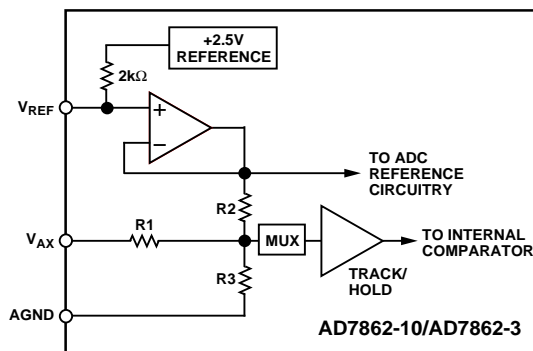 +2.5V
REFERENCE
2kΩ
VREF
+
−
TO ADC
REFERENCE
CIRCUITRY
R2
VAX
R1
MUX
TO INTERNAL
COMPARATOR
TRACK/
HOLD
R3
AGND
AD7862-10/AD7862-3